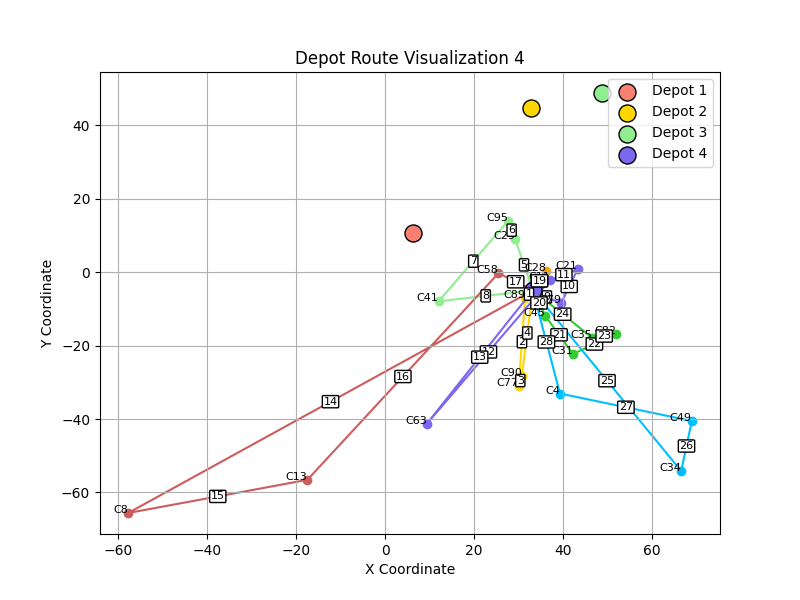 Depot Route Visualization 4
Depot 1
Depot 2
Depot 3
Depot 4
Y Coordinate
40
20
0
−20
−40
−60
−60
−40
−20
0
20
40
60
X Coordinate
C95
6
7
5
C28
C58
C21
11
17
19
10
C41
8
C89
20
24
C45
4
21
2
28
C35
22
23
C31
12
13
C90
C77
3
16
25
C4
14
27
C63
C49
26
C34
C13
15
C8